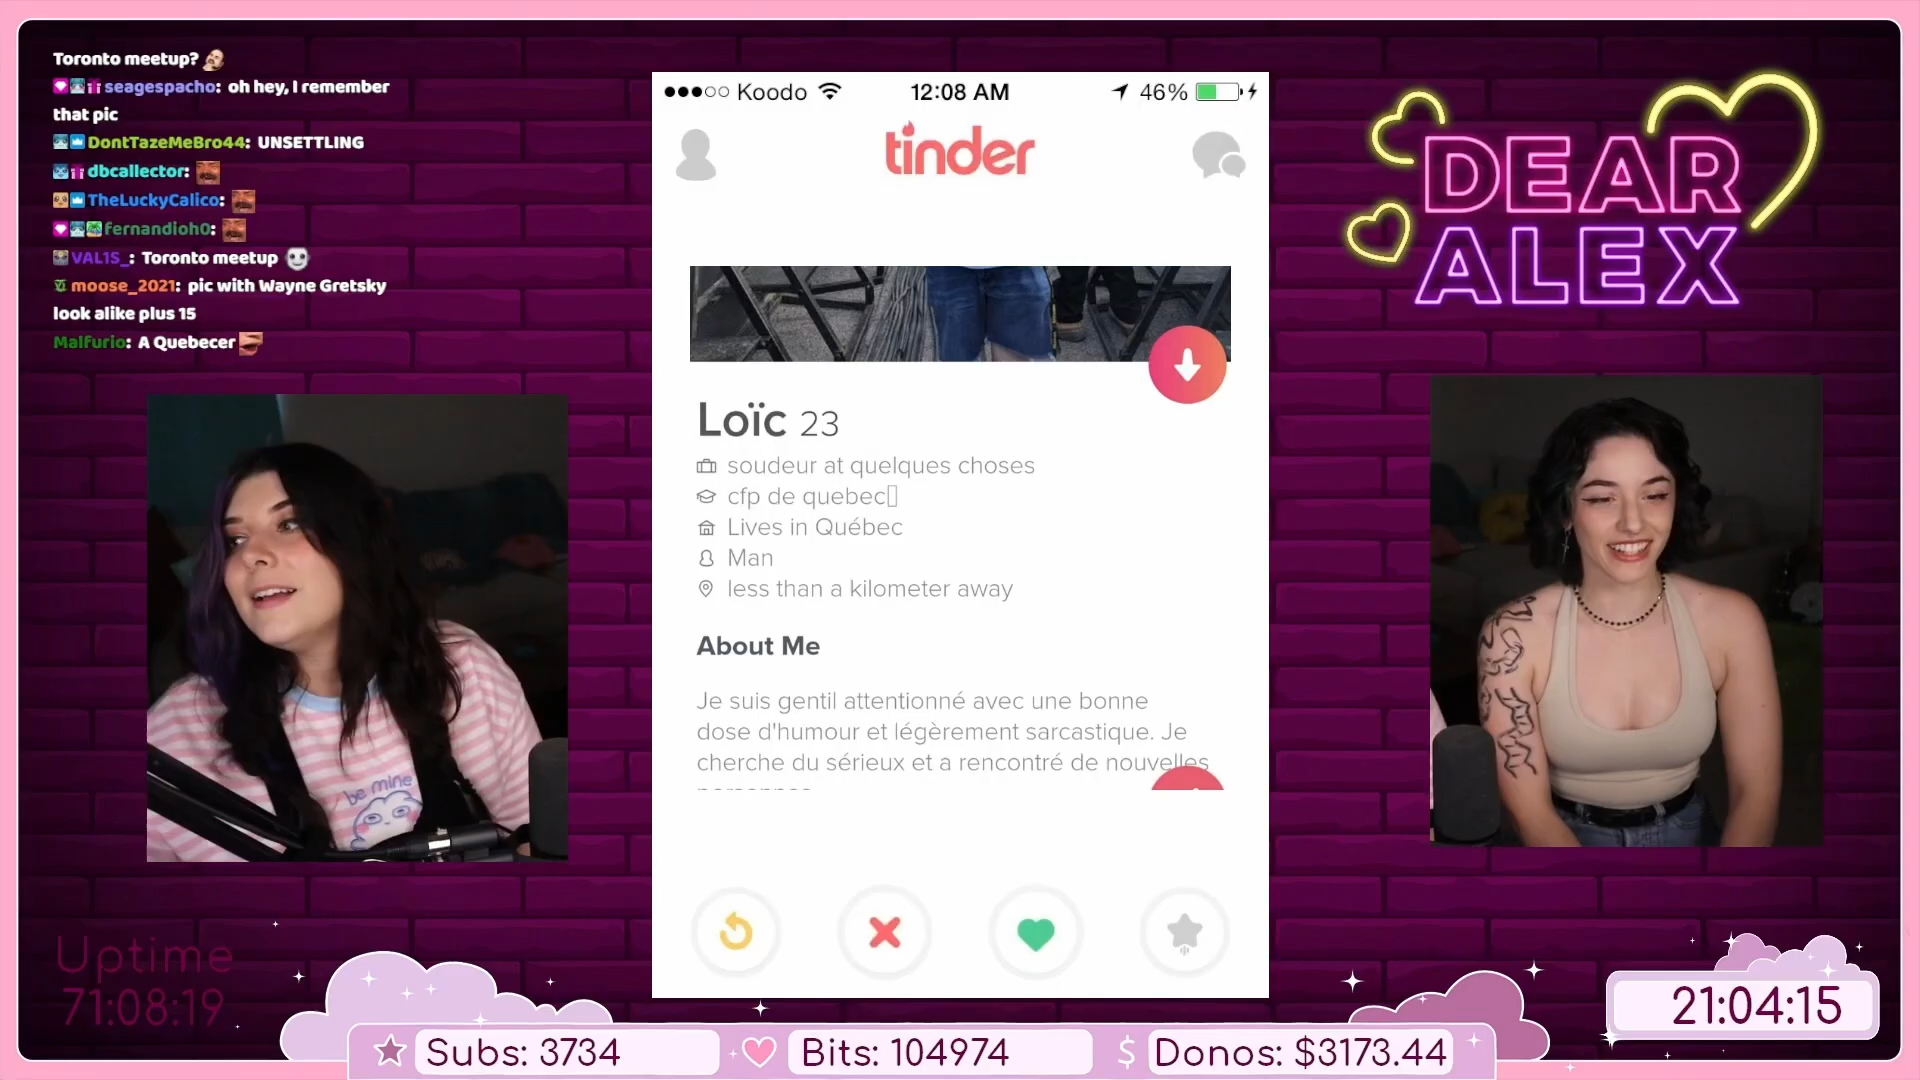 Toronto meetup?
seagespacho: oh hey, I remember
that pic
DontTazeMeBro44: UNSETTLING
dbcallector:
TheLuckyCalico:
fernandioh0:
VAL1S_: Toronto meetup
moose_2021: pic with Wayne Gretsky
look alike plus 15
Malfurio: A Quebecer
Koodo 12:08 AM 46%
tinder
Loïc 23
soudeur at quelques choses
cfp de quebec
Lives in Québec
Man
less than a kilometer away
About Me
Je suis gentil attentionné avec une bonne
dose d'humour et légèrement sarcastique. Je
cherche du sérieux et a rencontré de nouvelles
DEAR
ALEX
be mine
Uptime
71:08:19
21:04:15
Subs: 3734
Bits: 104974
$ Donos: $3173.44